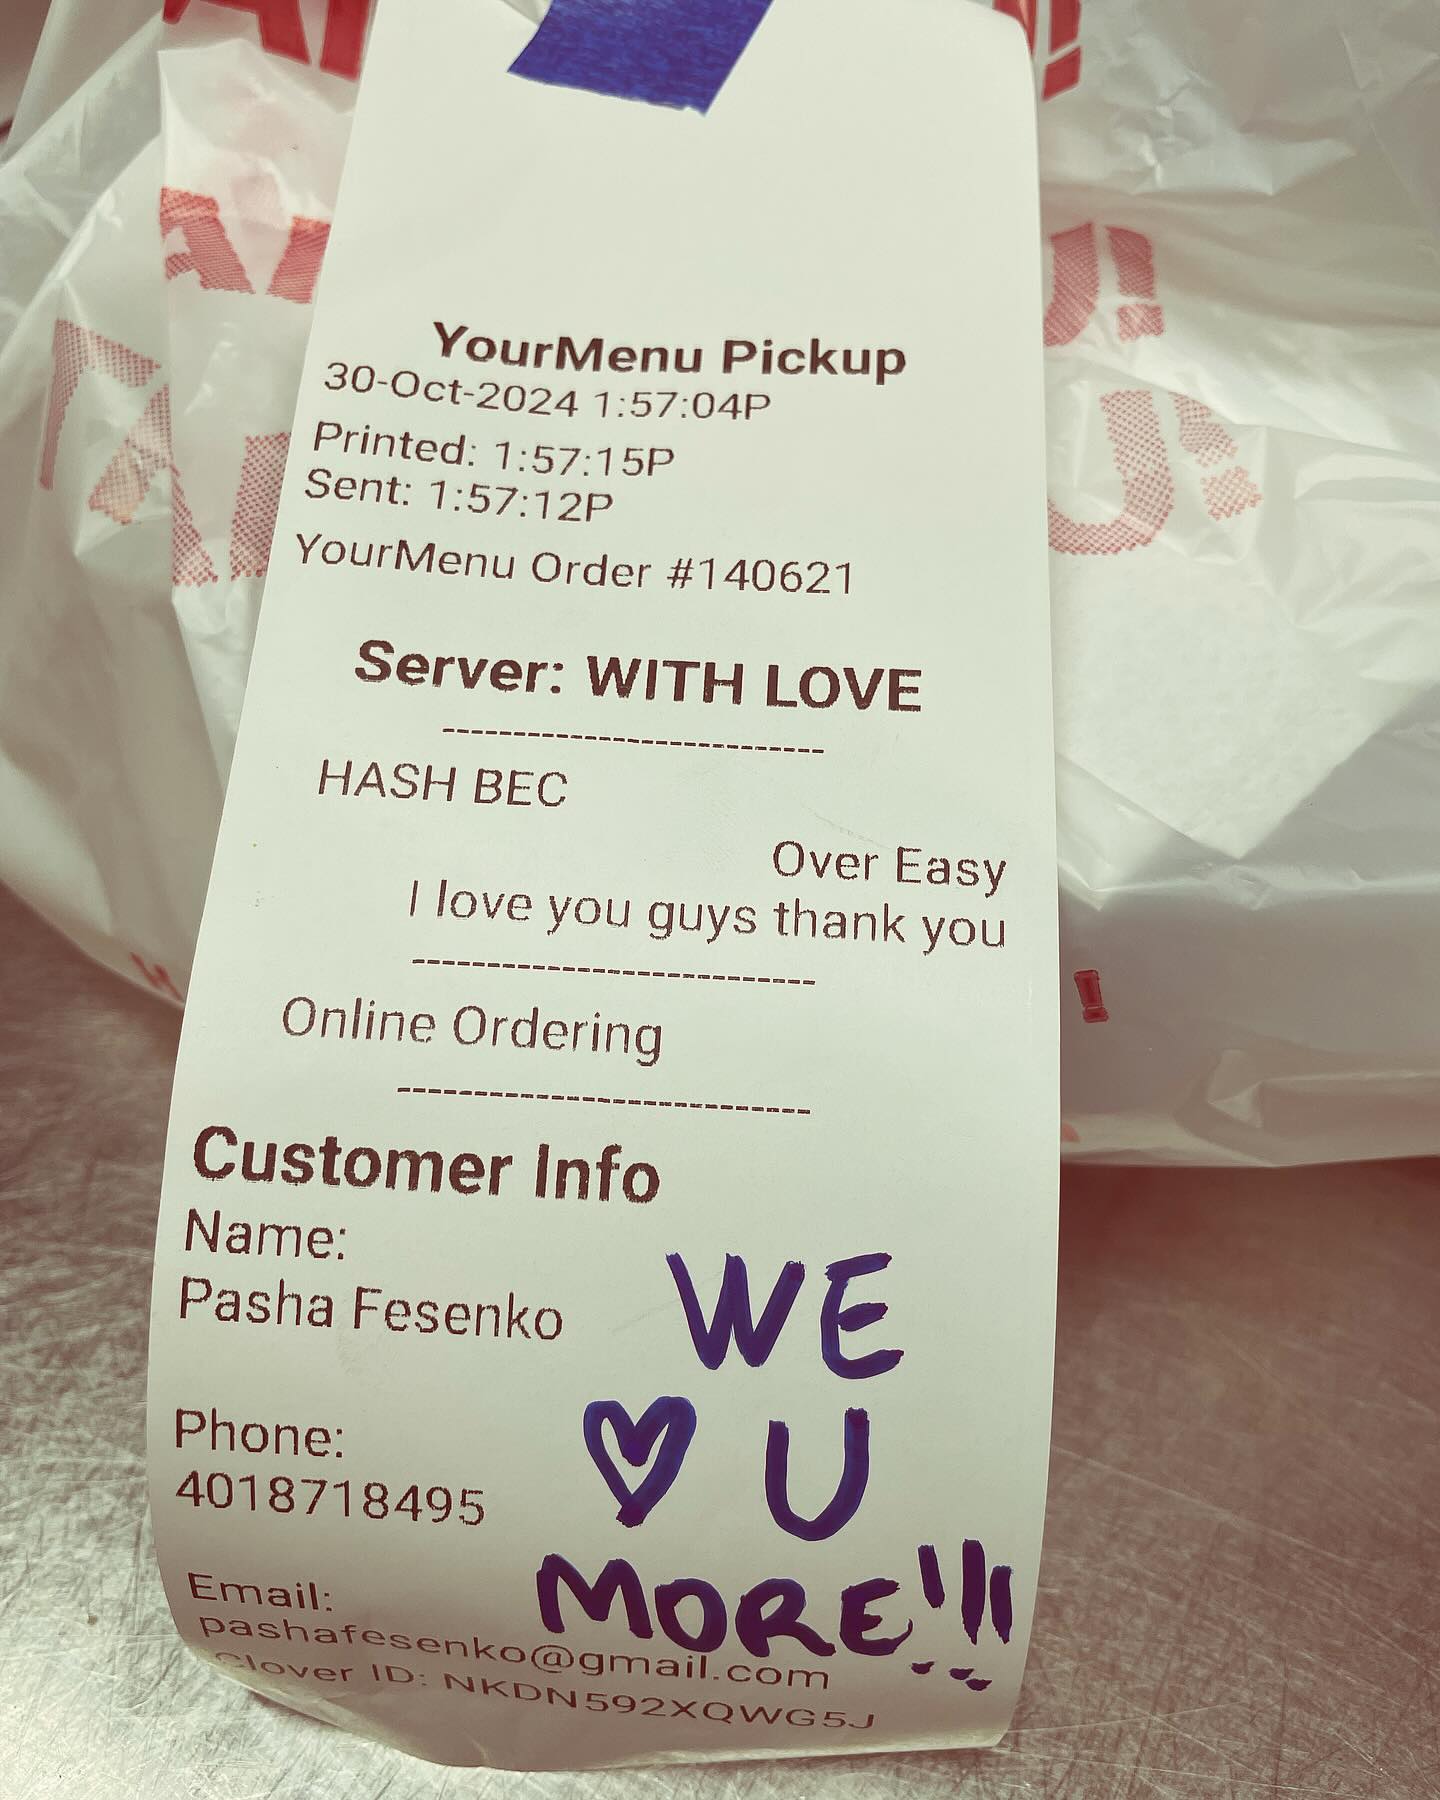 YourMenu Pickup
30-Oct-2024 1:57:04P
Printed: 1:57:15P
Sent: 1:57:12P
YourMenu Order #140621
Server: WITH LOVE
--------------------------
HASH BEC
Over Easy
I love you guys thank you
----------------------------
Online Ordering
----------------------------
Customer Info
Name:
Pasha Fesenko
Phone:
4018718495
Email:
pashafesenko@gmail.com
Clover ID: NKDN592XQWG5J
WE
♡ U
MORE!!!